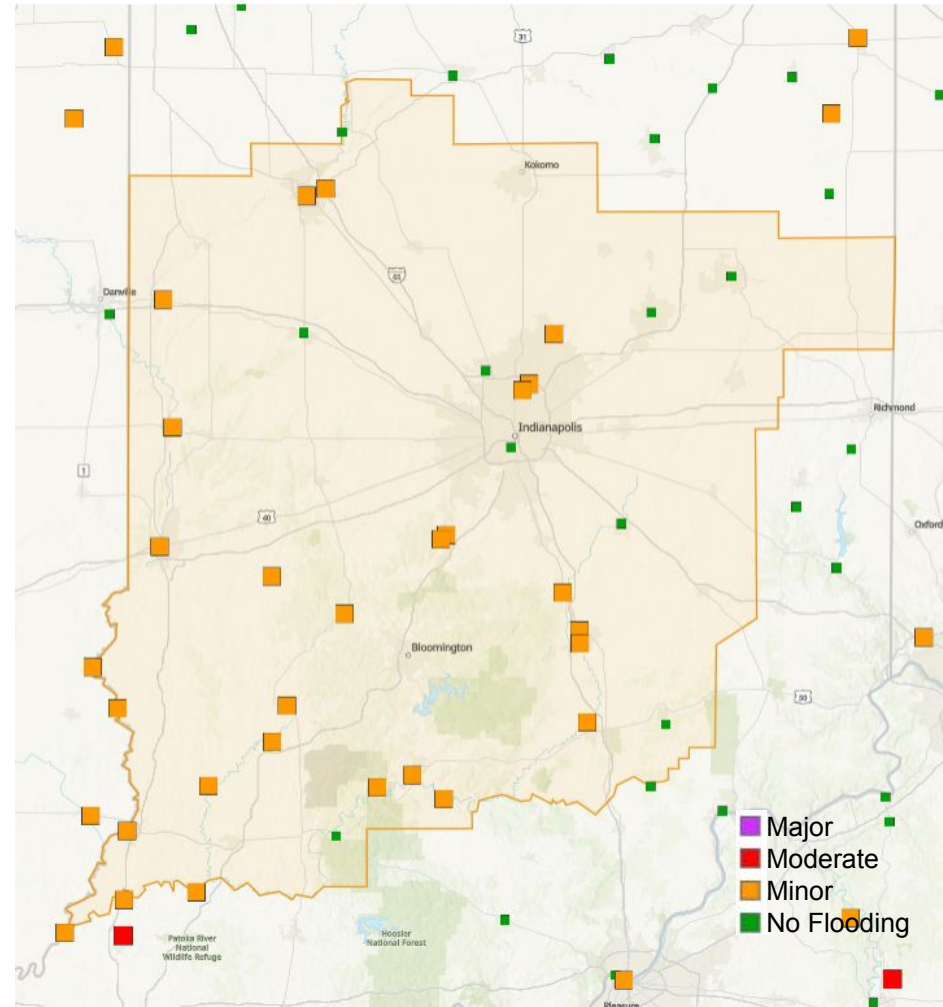 31
Kokomo
65
Danville
Richmond
Indianapolis
1
40
Oxford
Bloomington
50
Major
Moderate
Minor
No Flooding
Patoka River
National
Wildlife Refuge
Hoosier
National Forest
Pleasure